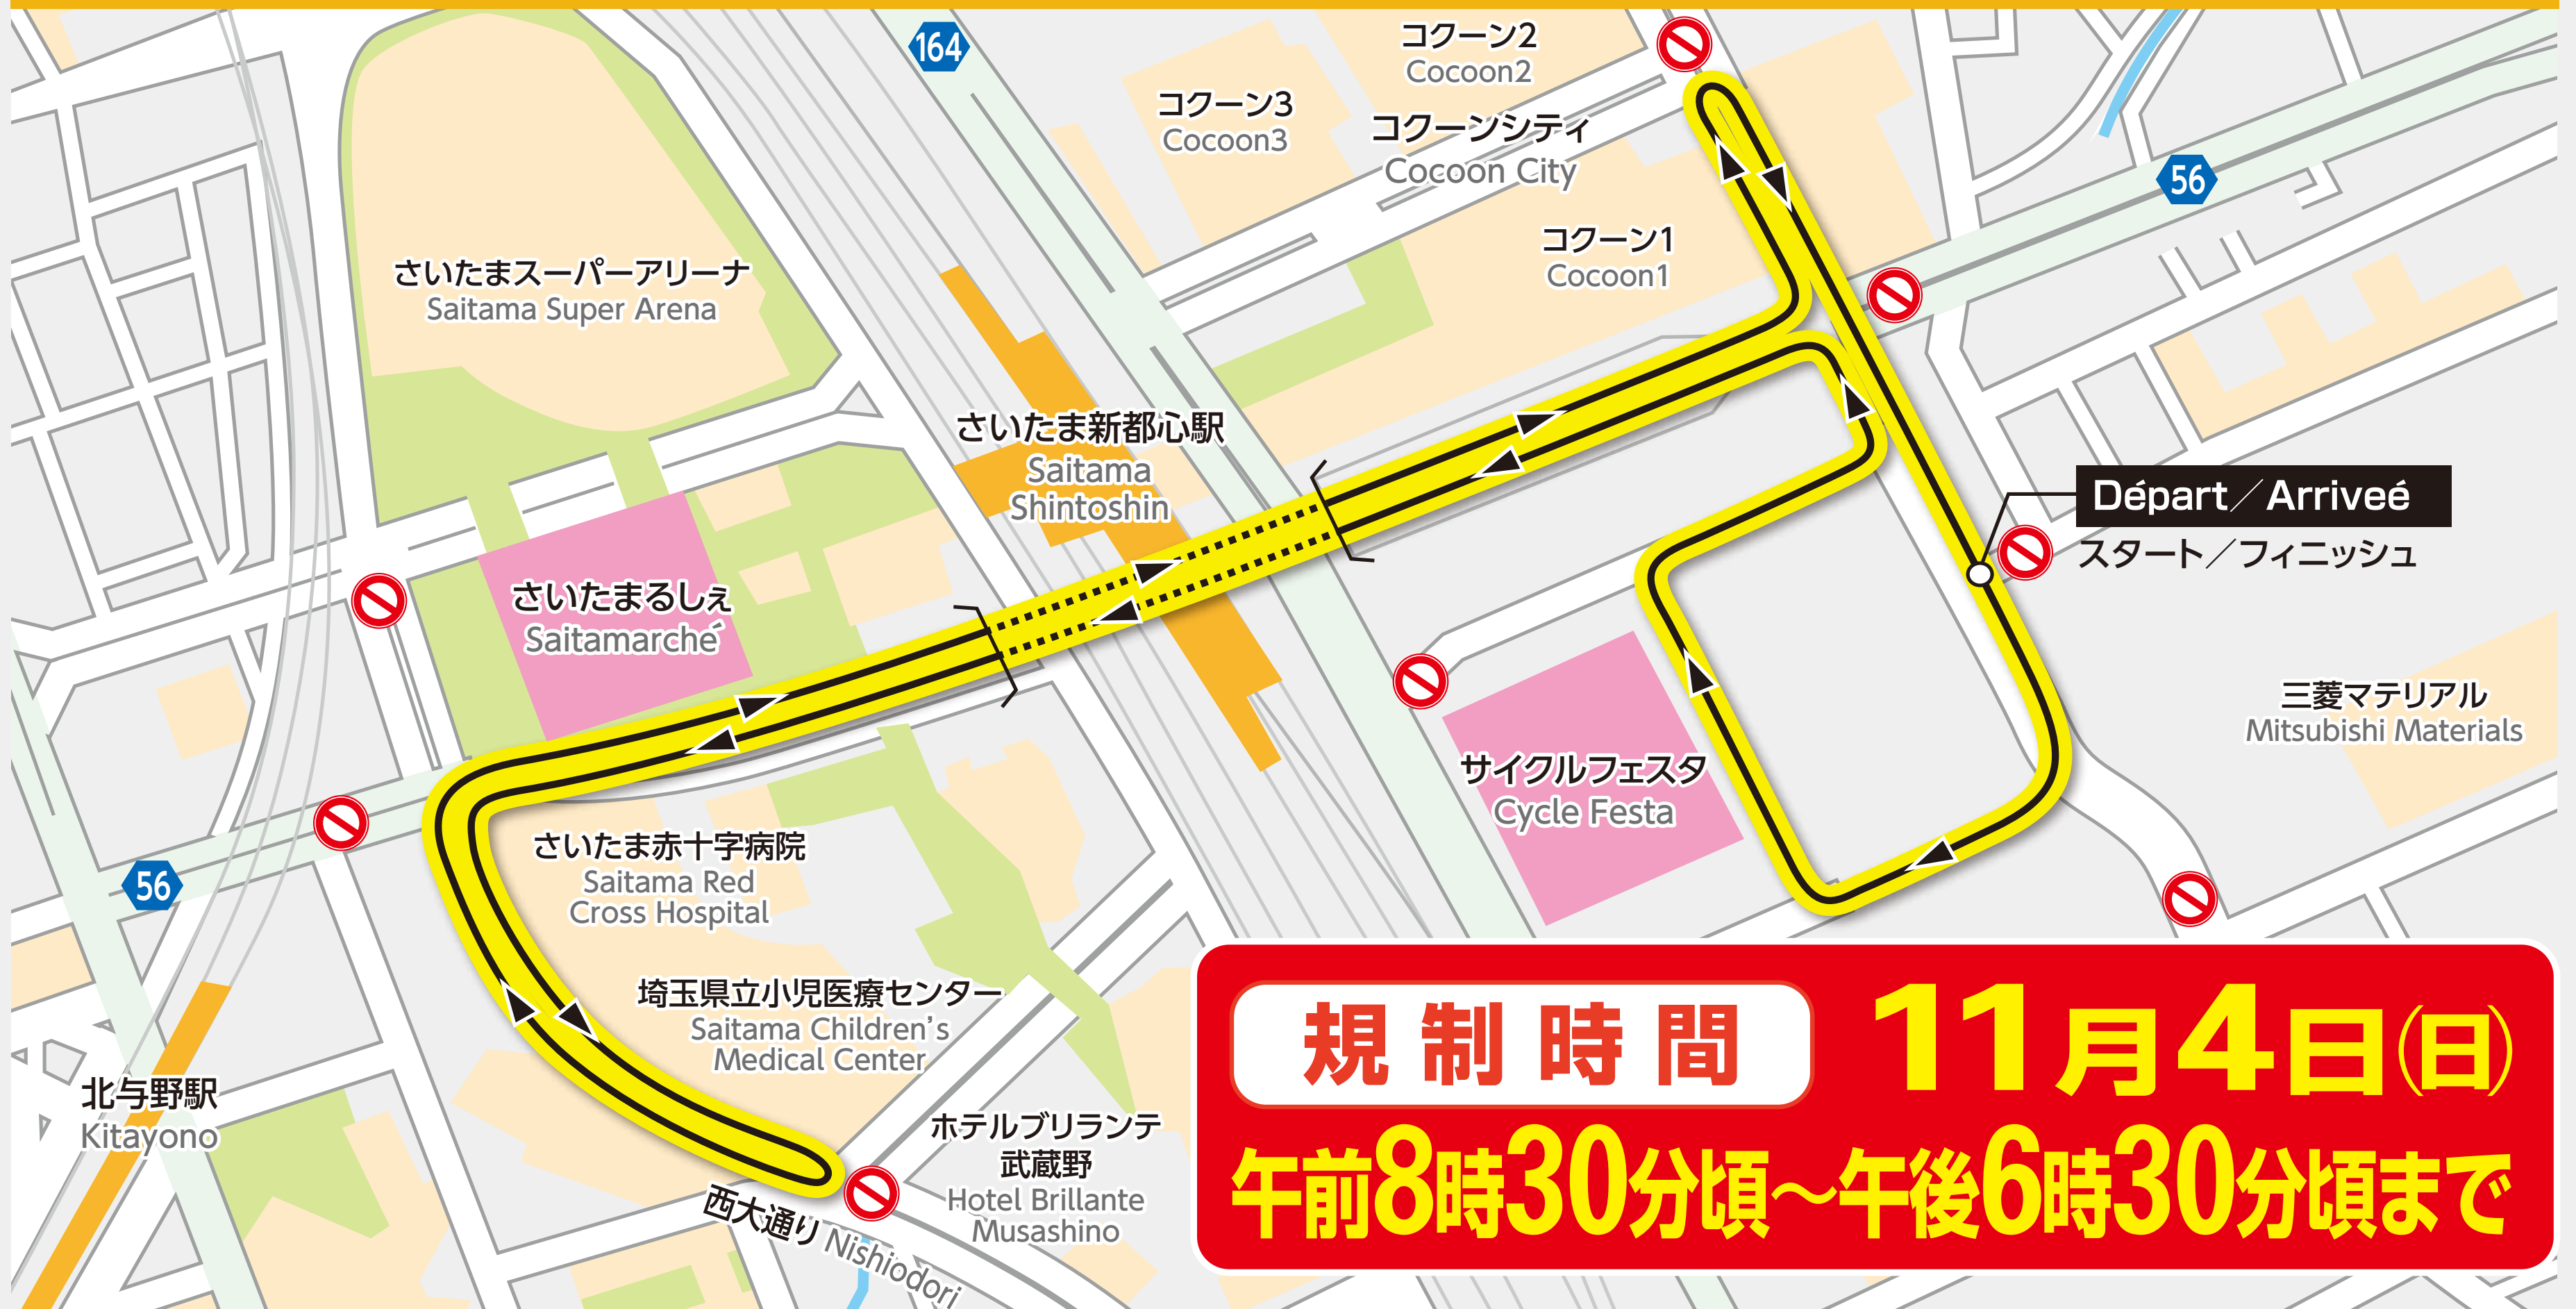 164
コクーン2
Cocoon2
コクーン3
Cocoon3
コクーンシティ
Cocoon City
コクーン1
Cocoon1
56
さいたまスーパーアリーナ
Saitama Super Arena
さいたま新都心駅
Saitama
Shintoshin
Départ／Arriveé
スタート／フィニッシュ
さいたまるしぇ
Saitamarché
三菱マテリアル
Mitsubishi Materials
サイクルフェスタ
Cycle Festa
さいたま赤十字病院
Saitama Red
Cross Hospital
56
埼玉県立小児医療センター
Saitama Children's
Medical Center
北与野駅
Kitayono
ホテルブリランテ
武蔵野
Hotel Brillante
Musashino
西大通り Nishiodori
規制時間 11月4日(日)
午前8時30分頃～午後6時30分頃まで